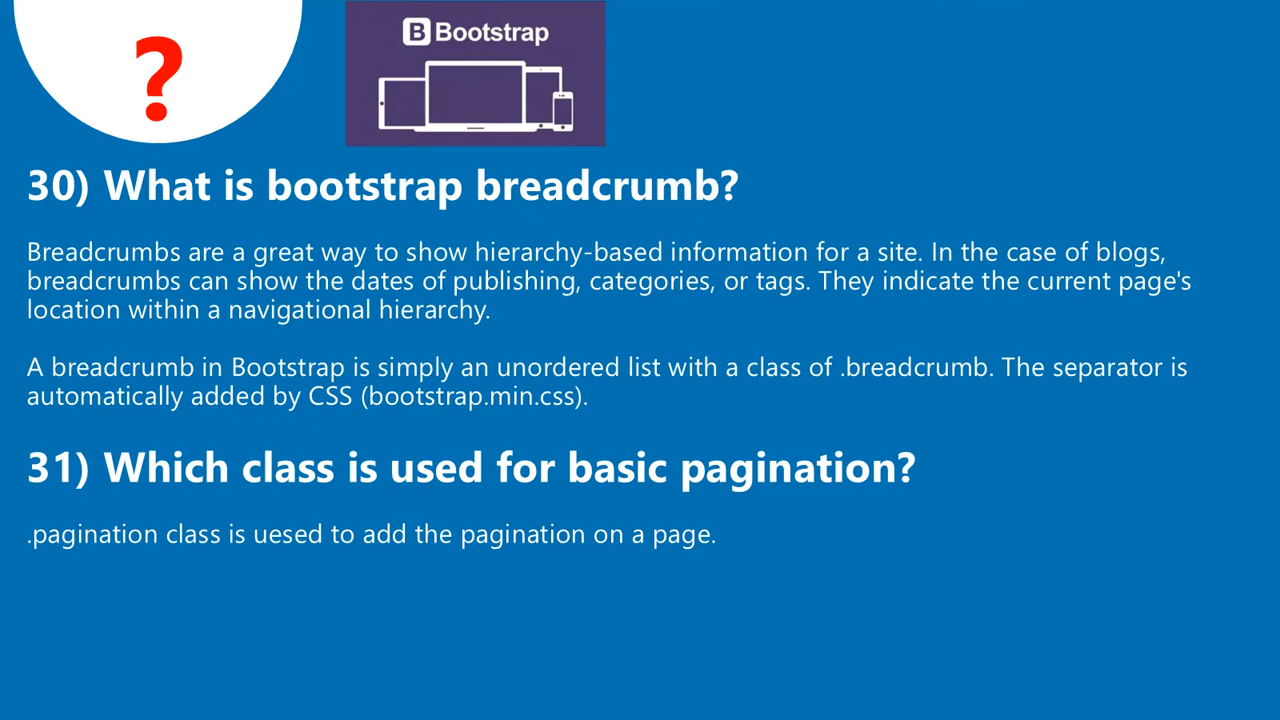 ?
B Bootstrap
30) What is bootstrap breadcrumb?
Breadcrumbs are a great way to show hierarchy-based information for a site. In the case of blogs,
breadcrumbs can show the dates of publishing, categories, or tags. They indicate the current page's
location within a navigational hierarchy.
A breadcrumb in Bootstrap is simply an unordered list with a class of .breadcrumb. The separator is
automatically added by CSS (bootstrap.min.css).
31) Which class is used for basic pagination?
.pagination class is uesed to add the pagination on a page.